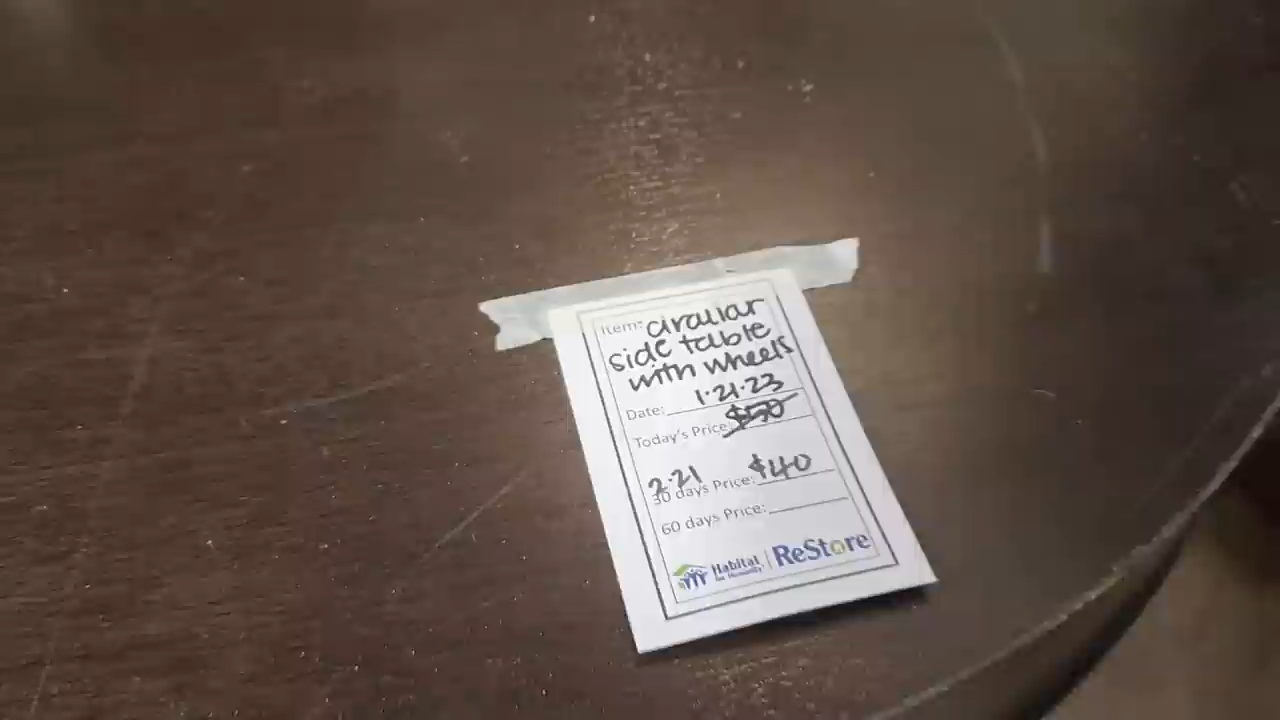 Item: circular
side table
with wheels
Date: 1.21.23
Today's Price: $50
2.21
30 days Price: $40
60 days Price:
Habitat for Humanity | ReStore